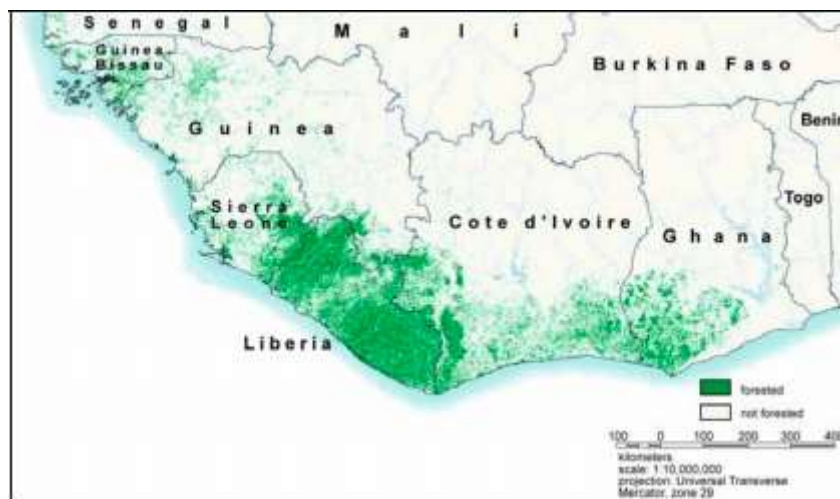 Senegal
Mali
Guinea
Bissau
Burkina Faso
Benin
Guinea
Togo
Sierra
Leone
Cote d'Ivoire
Ghana
Liberia
forested
not forested
100 0 100 200 300 400
kilometers
scale: 1:10,000,000
projection: Universal Transverse
Mercator, zone 29